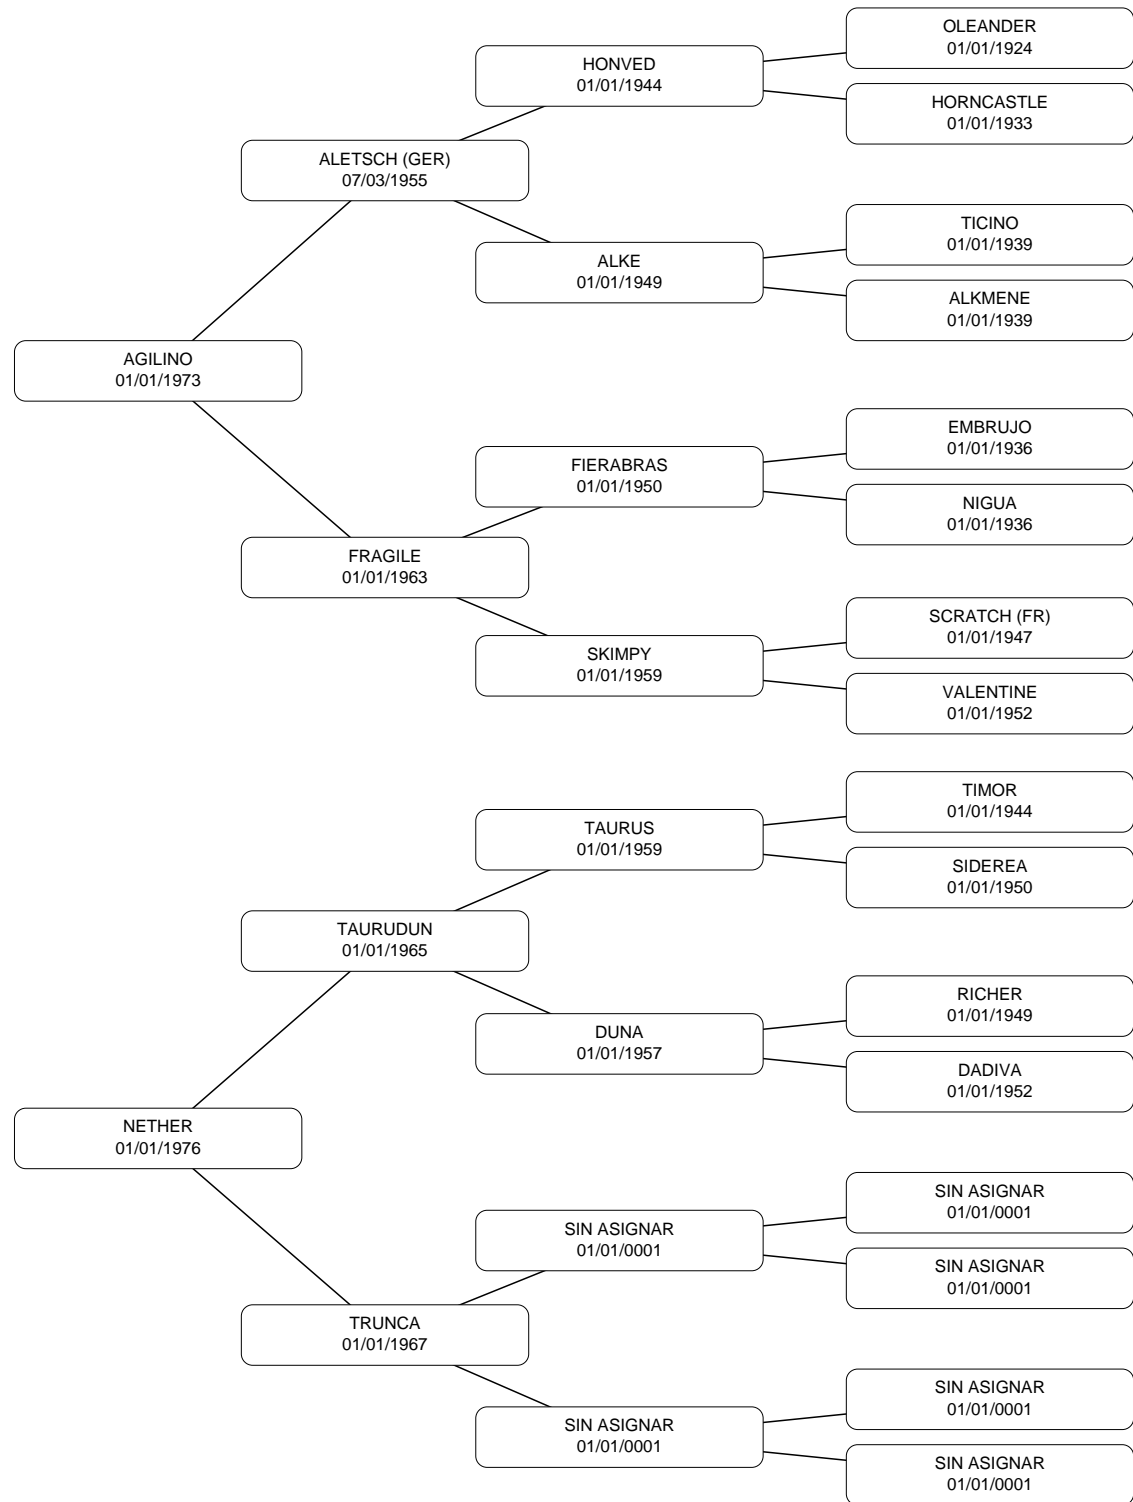 OLEANDER
01/01/1924
HONVED
01/01/1944
HORNCASTLE
01/01/1933
ALETSCH (GER)
07/03/1955
TICINO
01/01/1939
ALKE
01/01/1949
ALKMENE
01/01/1939
AGILINO
01/01/1973
EMBRUJO
01/01/1936
FIERABRAS
01/01/1950
NIGUA
01/01/1936
FRAGILE
01/01/1963
SCRATCH (FR)
01/01/1947
SKIMPY
01/01/1959
VALENTINE
01/01/1952
TIMOR
01/01/1944
TAURUS
01/01/1959
SIDEREA
01/01/1950
TAURUDUN
01/01/1965
RICHER
01/01/1949
DUNA
01/01/1957
DADIVA
01/01/1952
NETHER
01/01/1976
SIN ASIGNAR
01/01/0001
SIN ASIGNAR
01/01/0001
SIN ASIGNAR
01/01/0001
TRUNCA
01/01/1967
SIN ASIGNAR
01/01/0001
SIN ASIGNAR
01/01/0001
SIN ASIGNAR
01/01/0001